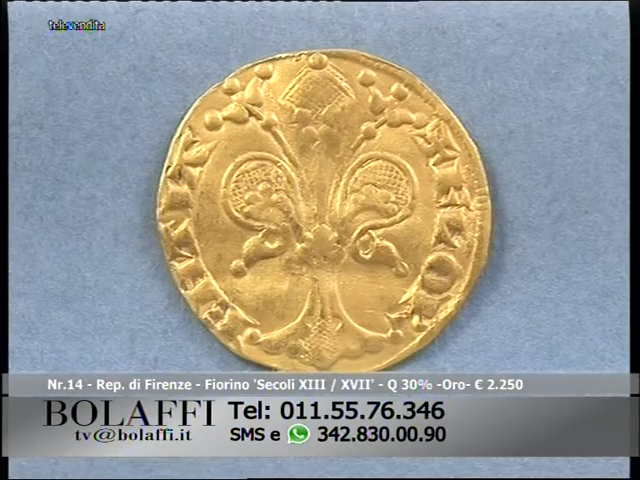 televendita
Nr.14 - Rep. di Firenze - Fiorino 'Secoli XIII / XVII' - Q 30% -Oro- € 2.250
BOLAFFI
tv@bolaffi.it
Tel: 011.55.76.346
SMS e 342.830.00.90